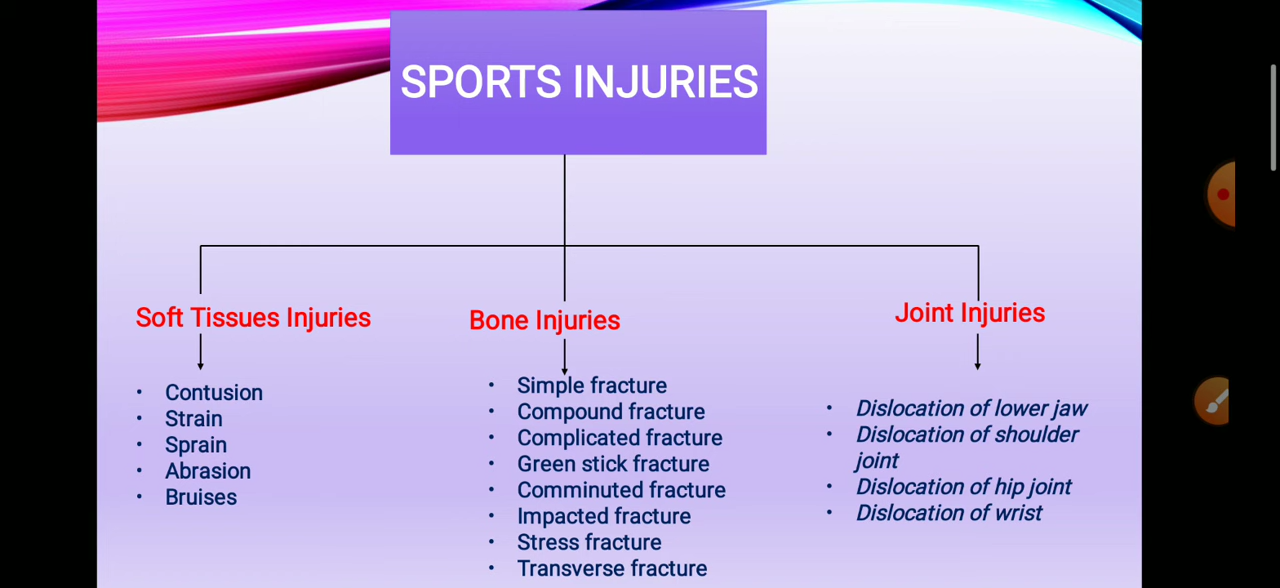 SPORTS INJURIES
Soft Tissues Injuries
• Contusion
• Strain
• Sprain
• Abrasion
• Bruises
Bone Injuries
• Simple fracture
• Compound fracture
• Complicated fracture
• Green stick fracture
• Comminuted fracture
• Impacted fracture
• Stress fracture
• Transverse fracture
Joint Injuries
• Dislocation of lower jaw
• Dislocation of shoulder
joint
• Dislocation of hip joint
• Dislocation of wrist